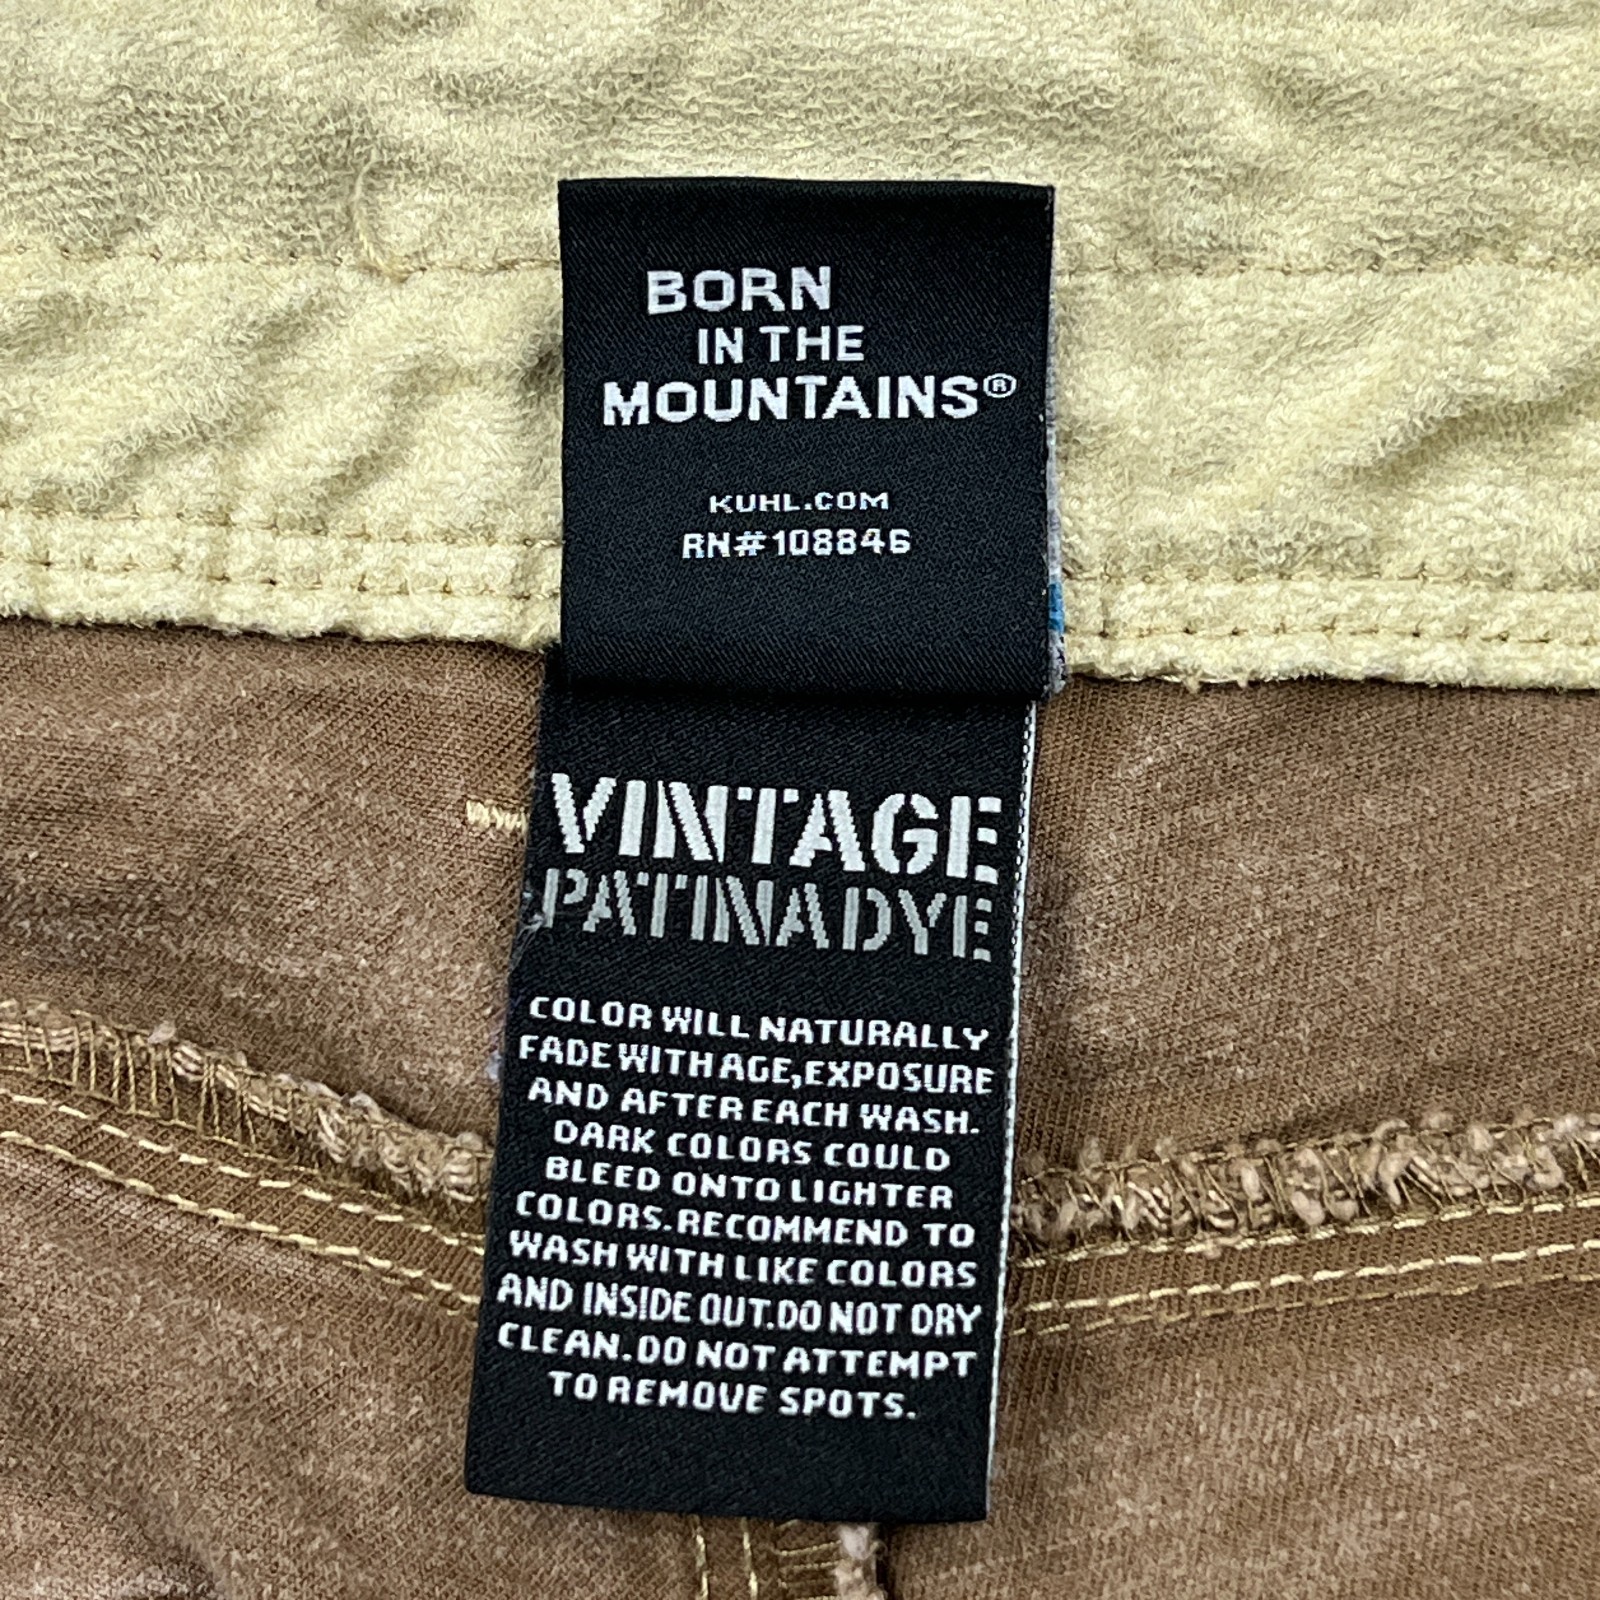 BORN
IN THE
MOUNTAINS®
KUHL.COM
RN#108846
VINTAGE
PATINA DYE
COLOR WILL NATURALLY
FADE WITH AGE,EXPOSURE
AND AFTER EACH WASH.
DARK COLORS COULD
BLEED ONTO LIGHTER
COLORS.RECOMMEND TO
WASH WITH LIKE COLORS
AND INSIDE OUT.DO NOT DRY
CLEAN.DO NOT ATTEMPT
TO REMOVE SPOTS.